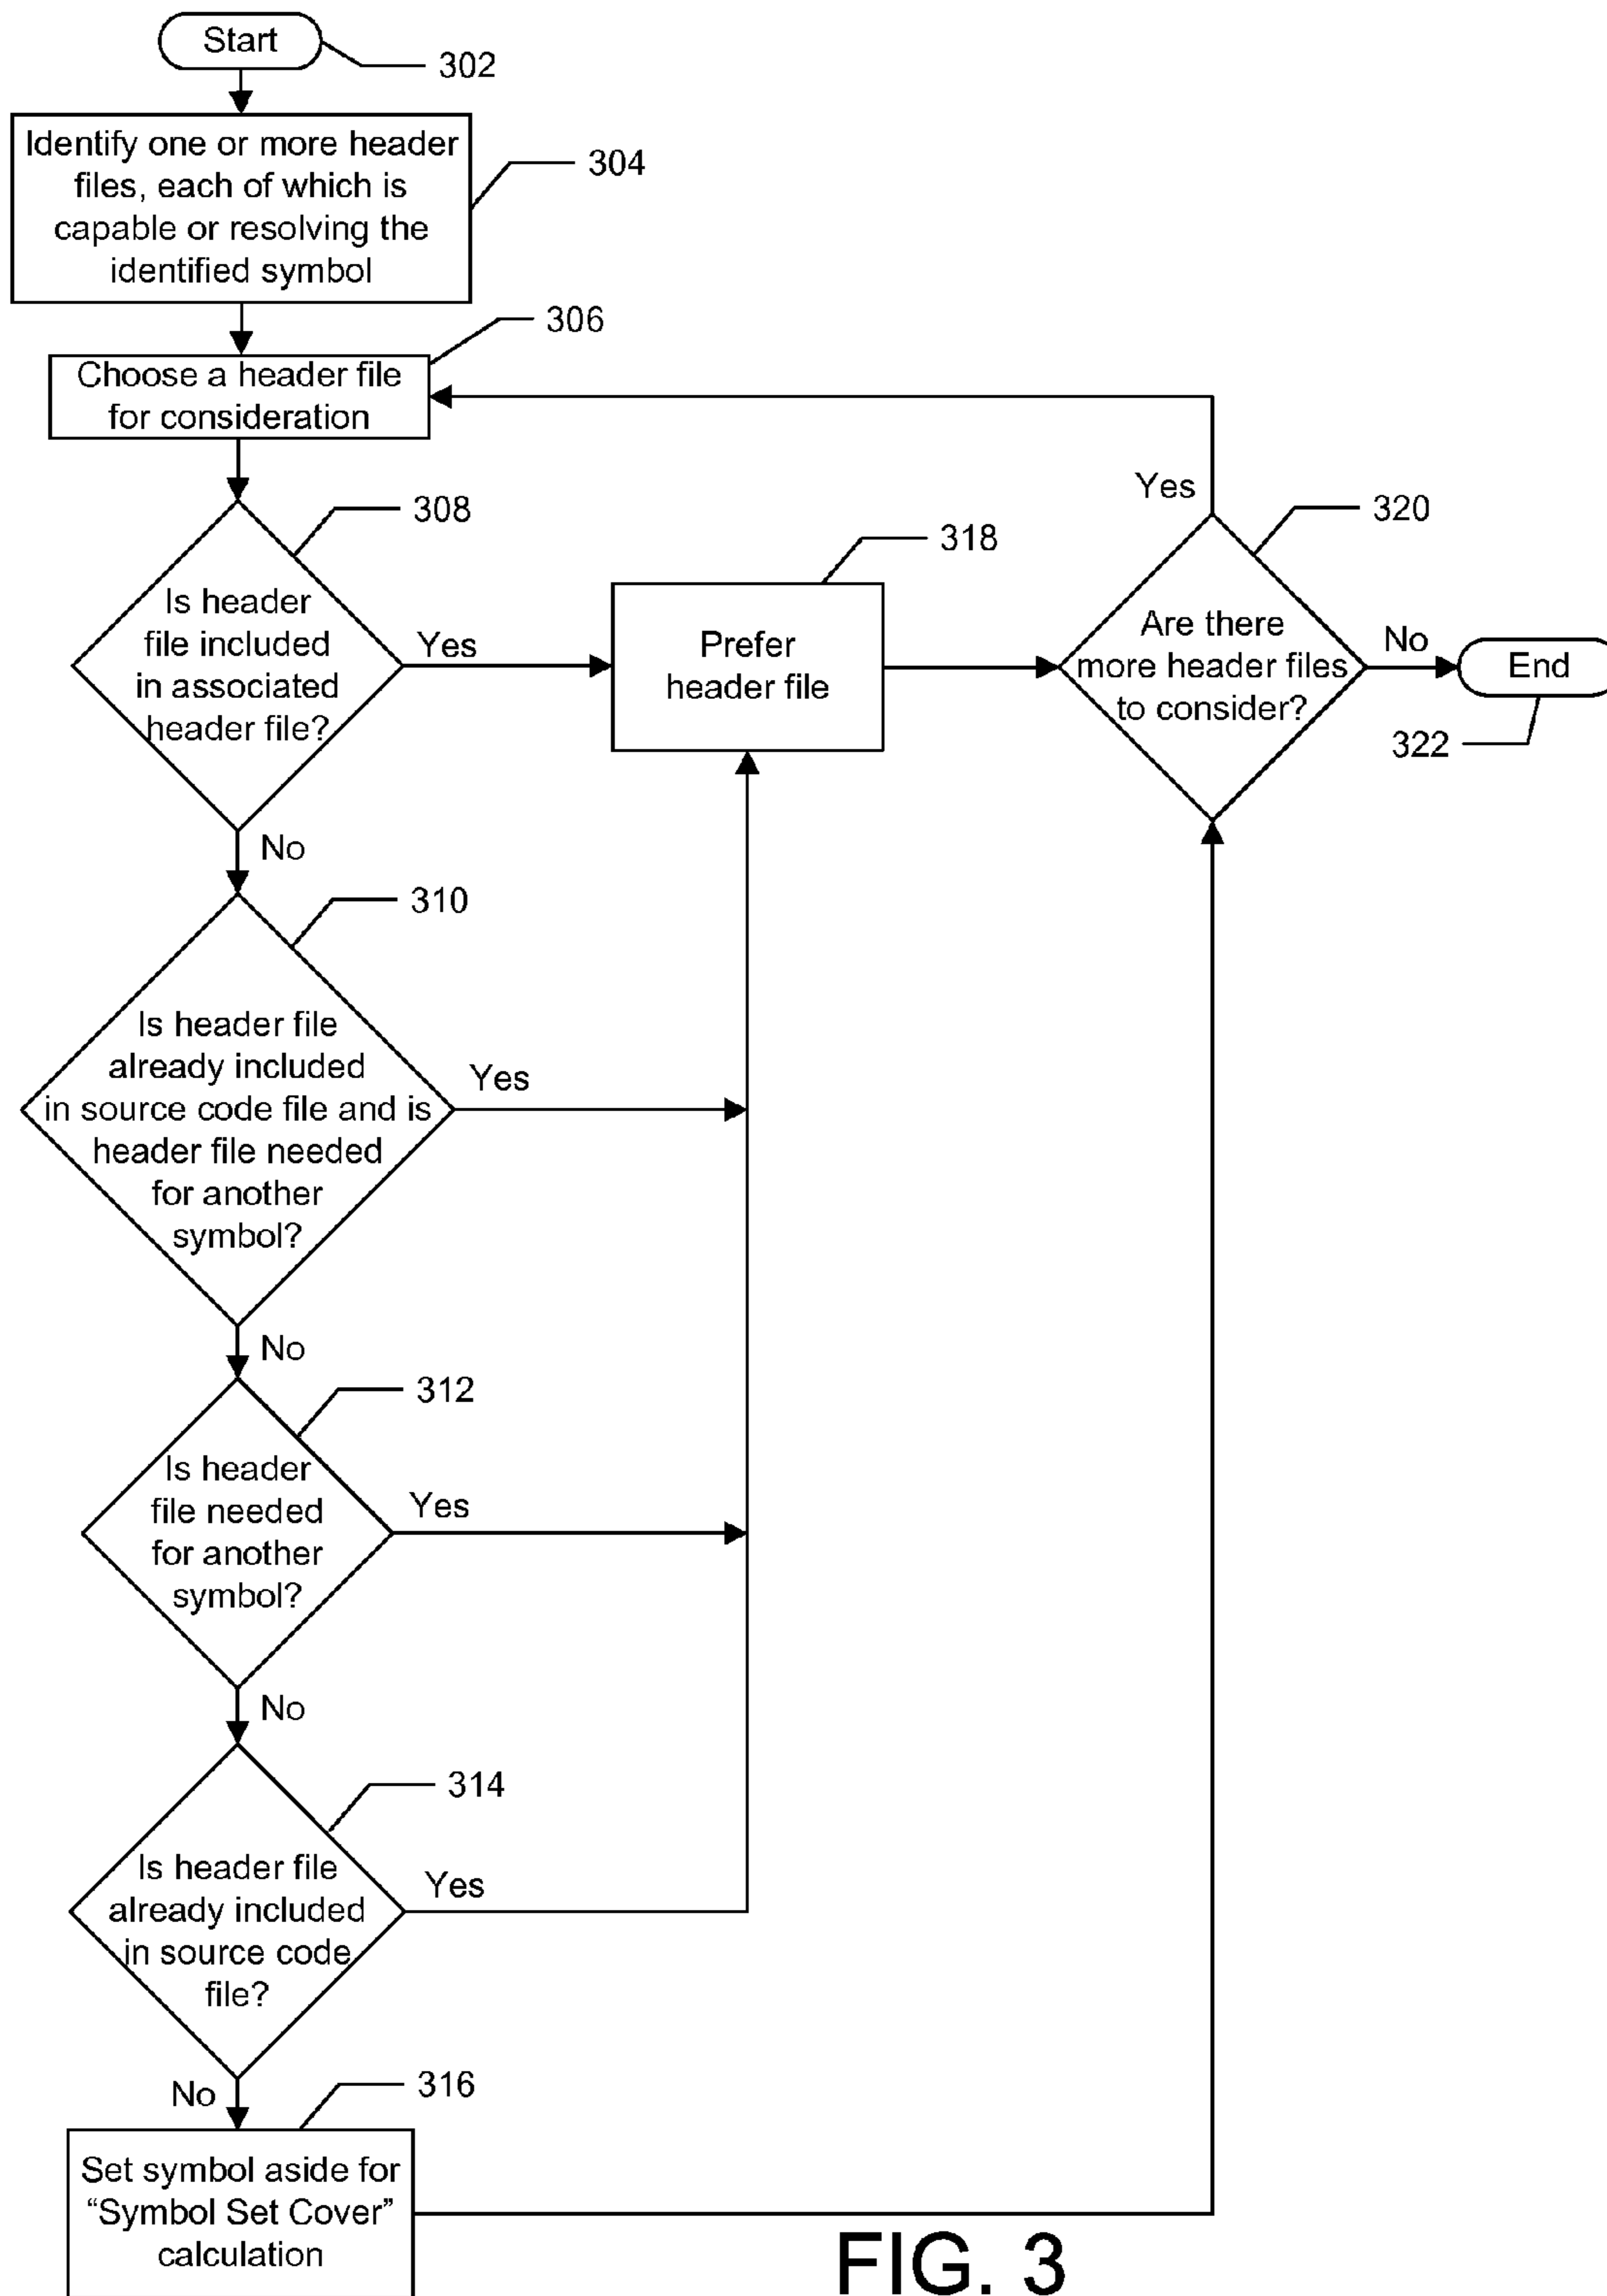 Start
302
Identify one or more header
files, each of which is
capable or resolving the
identified symbol
304
306
Choose a header file
for consideration
308
Is header
file included
in associated
header file?
Yes
No
318
Prefer
header file
Yes
320
Are there
more header files
to consider?
No
End
322
310
Is header file
already included
in source code file and is
header file needed
for another
symbol?
Yes
No
312
Is header
file needed
for another
symbol?
Yes
No
314
Is header file
already included
in source code
file?
Yes
No
316
Set symbol aside for
“Symbol Set Cover”
calculation
FIG. 3